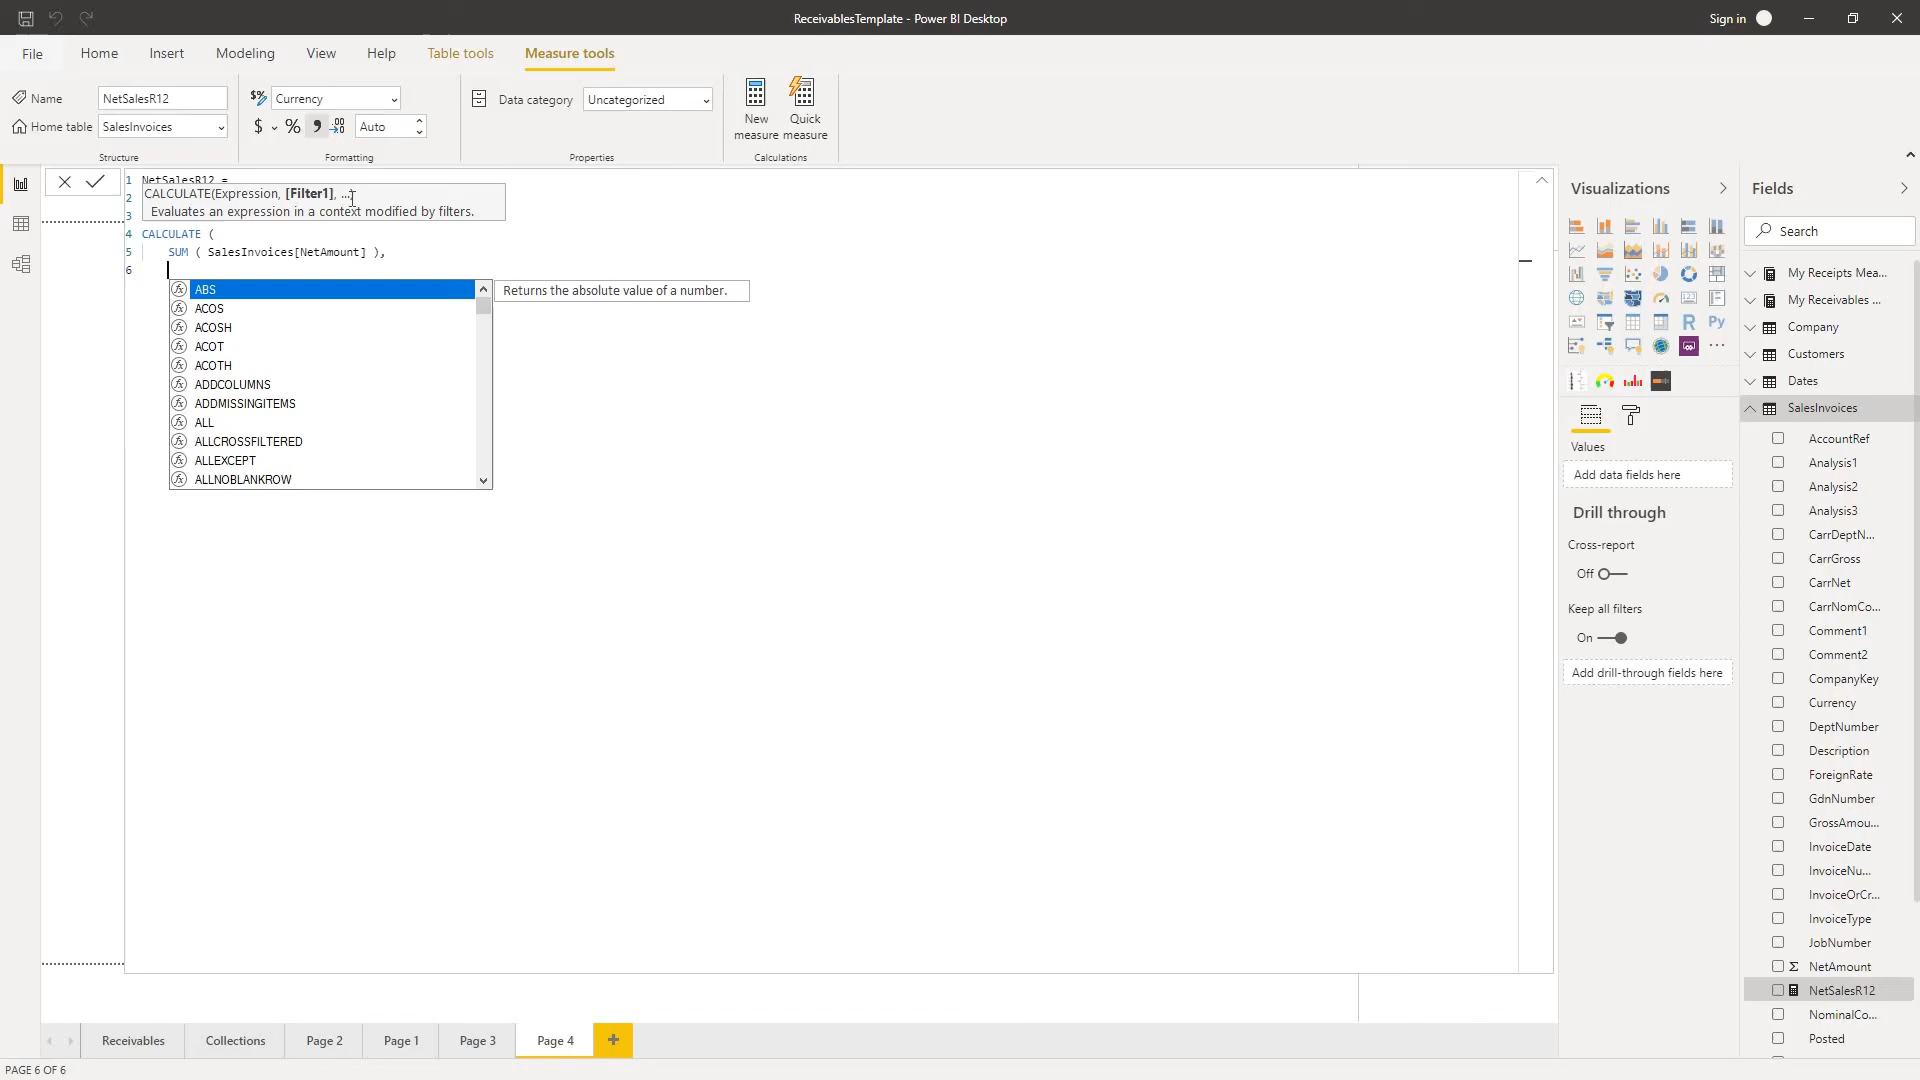 ReceivablesTemplate - Power BI Desktop
Sign in
File
Home
Insert
Modeling
View
Help
Table tools
Measure tools
Name
NetSalesR12
Home table
SalesInvoices
Structure
Currency
$
%
Auto
Formatting
Data category
Uncategorized
Properties
New measure
Quick measure
Calculations
1 NetSalesR12 =
2
3
CALCULATE(Expression, [Filter1], ...)
Evaluates an expression in a context modified by filters.
4 CALCULATE (
5 SUM ( SalesInvoices[NetAmount] ),
6
ABS
Returns the absolute value of a number.
ACOS
ACOSH
ACOT
ACOTH
ADDCOLUMNS
ADDMISSINGITEMS
ALL
ALLCROSSFILTERED
ALLEXCEPT
ALLNOBLANKROW
Visualizations
R
Py
Values
Add data fields here
Drill through
Cross-report
Off
Keep all filters
On
Add drill-through fields here
Fields
Search
My Receipts Mea...
My Receivables ...
Company
Customers
Dates
SalesInvoices
AccountRef
Analysis1
Analysis2
Analysis3
CarrDeptN...
CarrGross
CarrNet
CarrNomCo...
Comment1
Comment2
CompanyKey
Currency
DeptNumber
Description
ForeignRate
GdnNumber
GrossAmou...
InvoiceDate
InvoiceNu...
InvoiceOrCr...
InvoiceType
JobNumber
NetAmount
NetSalesR12
NominalCo...
Posted
Receivables
Collections
Page 2
Page 1
Page 3
Page 4
PAGE 6 OF 6